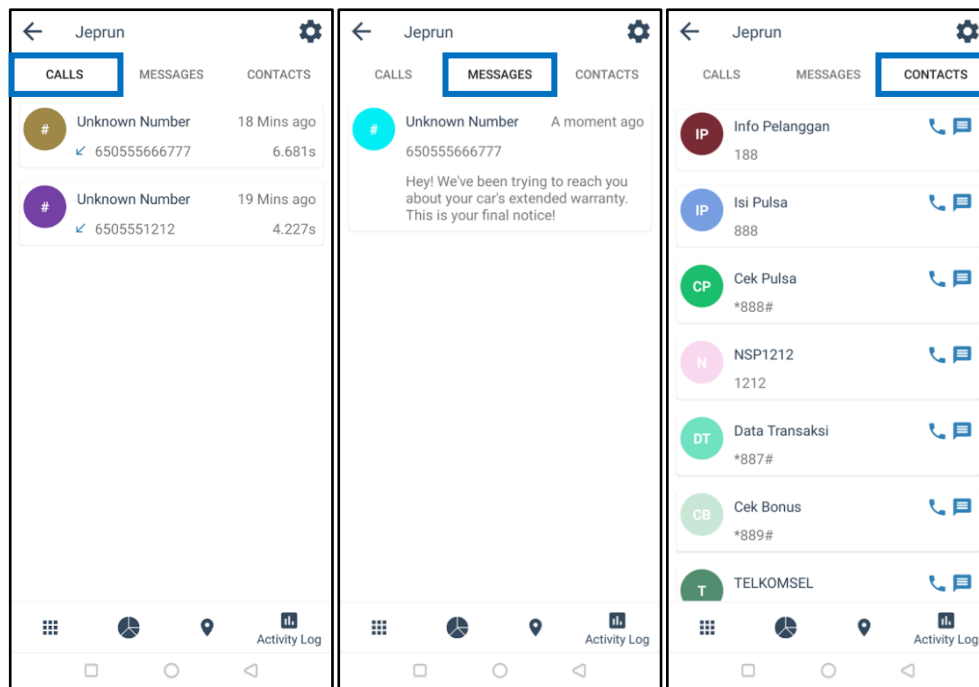 Jeprun
CALLS MESSAGES CONTACTS
# Unknown Number 18 Mins ago
650555666777 6.681s
# Unknown Number 19 Mins ago
6505551212 4.227s
Activity Log
Jeprun
CALLS MESSAGES CONTACTS
# Unknown Number A moment ago
650555666777
Hey! We've been trying to reach you
about your car's extended warranty.
This is your final notice!
Activity Log
Jeprun
CALLS MESSAGES CONTACTS
IP Info Pelanggan
188
IP Isi Pulsa
888
CP Cek Pulsa
*888#
N NSP1212
1212
DT Data Transaksi
*887#
CB Cek Bonus
*889#
T TELKOMSEL
Activity Log